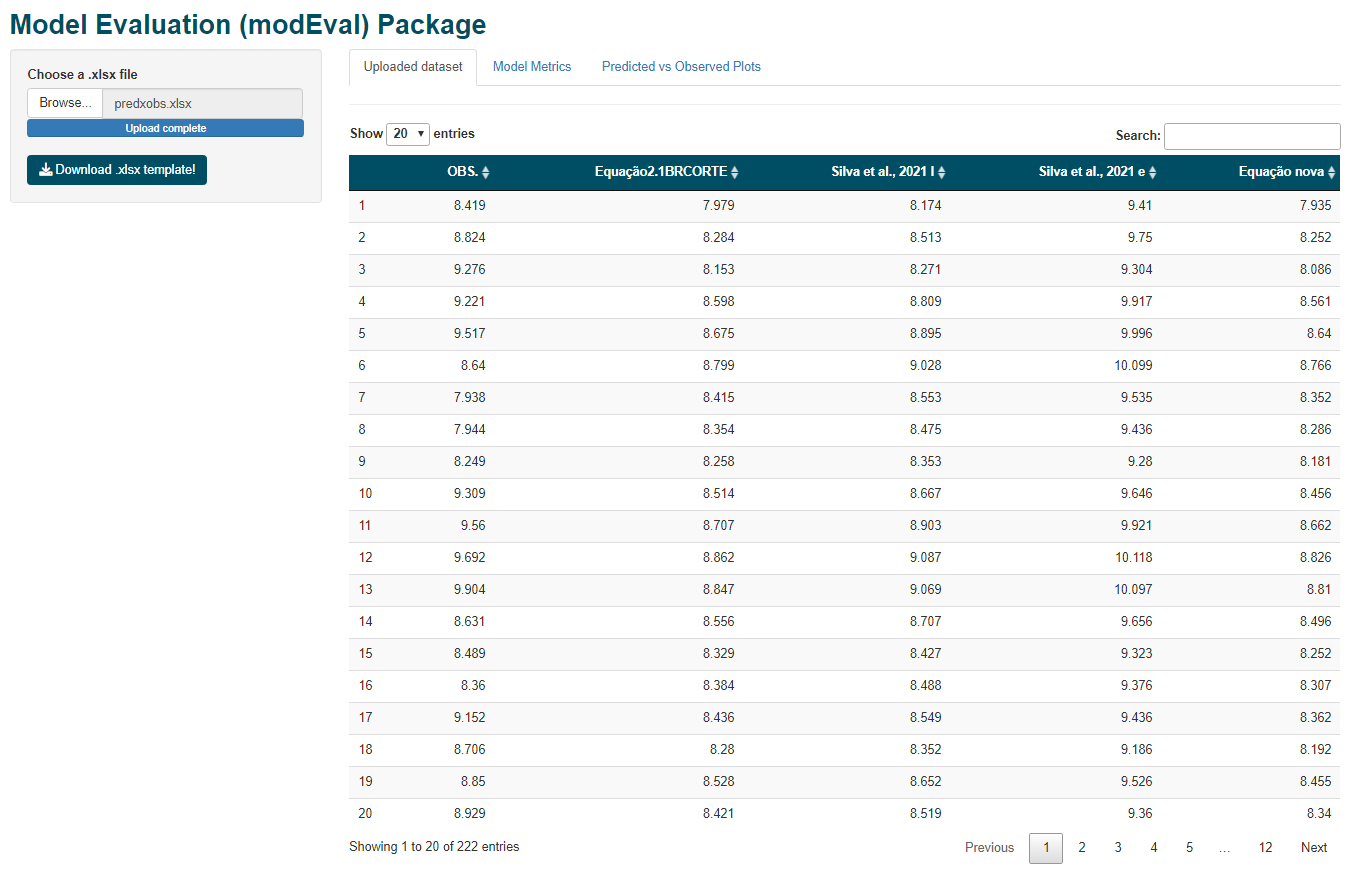 Model Evaluation (modEval) Package
Choose a .xlsx file
Browse... predxobs.xlsx
Upload complete
Download .xlsx template!
Uploaded dataset Model Metrics Predicted vs Observed Plots
Show 20 entries Search:
OBS. Equação2.1BRCORTE Silva et al., 2021 l Silva et al., 2021 e Equação nova
1 8.419 7.979 8.174 9.41 7.935
2 8.824 8.284 8.513 9.75 8.252
3 9.276 8.153 8.271 9.304 8.086
4 9.221 8.598 8.809 9.917 8.561
5 9.517 8.675 8.895 9.996 8.64
6 8.64 8.799 9.028 10.099 8.766
7 7.938 8.415 8.553 9.535 8.352
8 7.944 8.354 8.475 9.436 8.286
9 8.249 8.258 8.353 9.28 8.181
10 9.309 8.514 8.667 9.646 8.456
11 9.56 8.707 8.903 9.921 8.662
12 9.692 8.862 9.087 10.118 8.826
13 9.904 8.847 9.069 10.097 8.81
14 8.631 8.556 8.707 9.656 8.496
15 8.489 8.329 8.427 9.323 8.252
16 8.36 8.384 8.488 9.376 8.307
17 9.152 8.436 8.549 9.436 8.362
18 8.706 8.28 8.352 9.186 8.192
19 8.85 8.528 8.652 9.526 8.455
20 8.929 8.421 8.519 9.36 8.34
Showing 1 to 20 of 222 entries Previous 1 2 3 4 5 … 12 Next